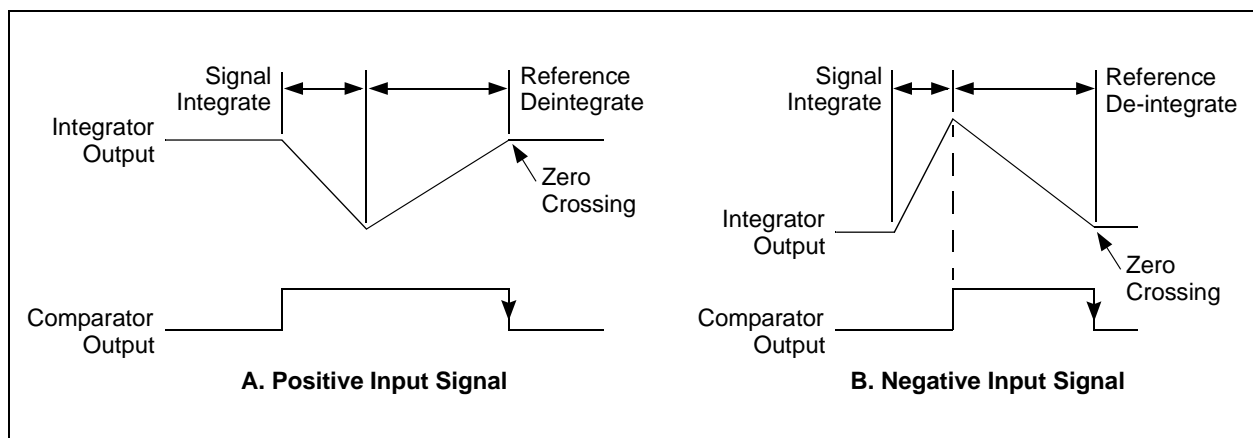 Signal
Integrate
Reference
Deintegrate
Integrator
Output
Zero
Crossing
Comparator
Output
A. Positive Input Signal
Signal
Integrate
Reference
De-integrate
Integrator
Output
Zero
Crossing
Comparator
Output
B. Negative Input Signal